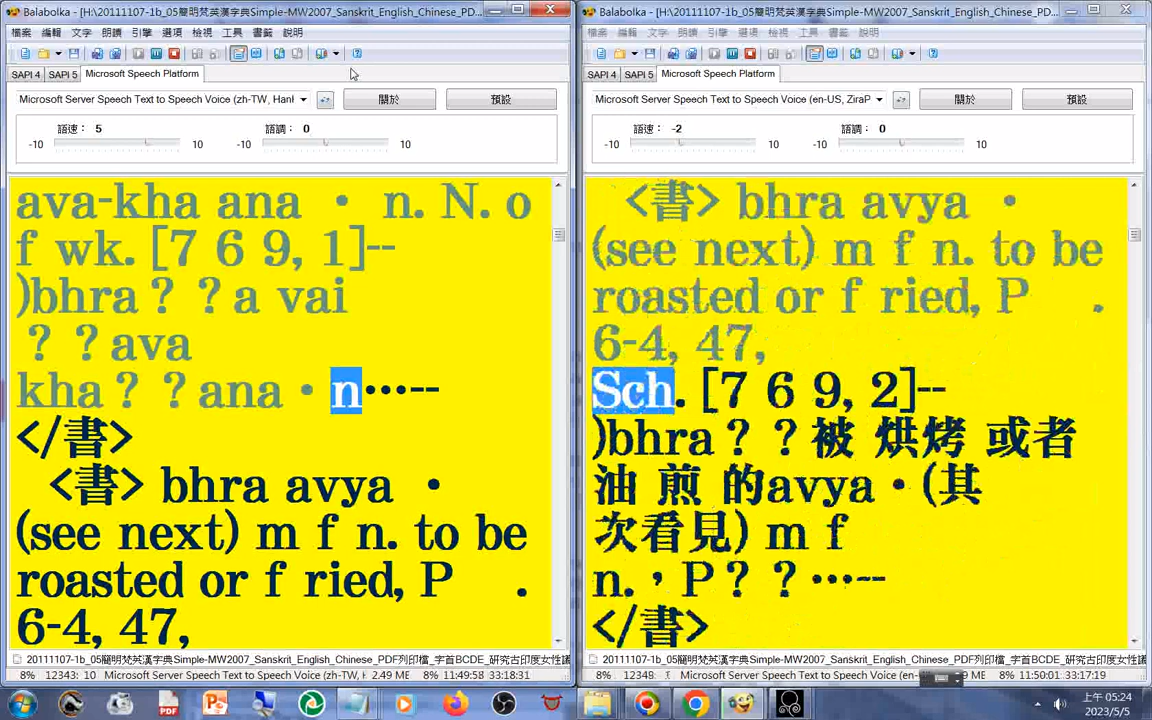 Balabolka - [H:\20111107-1b_05簡明梵英漢字典Simple-MW2007_Sanskrit_English_Chinese_PD...
檔案 編輯 文字 朗讀 引擎 選項 檢視 工具 書籤 說明
SAPI 4 SAPI 5 Microsoft Speech Platform
Microsoft Server Speech Text to Speech Voice (zh-TW, HanH 關於 預設
語速： 5 語調： 0
-10 10 -10 10
ava-kha ana ‧ n. N. o
f wk. [7 6 9, 1]--
)bhra？？a vai
？？ava
kha？？ana‧n…--
</書>
<書> bhra avya ‧
(see next) m f n. to be
roasted or f ried, P .
6-4, 47,
20111107-1b_05簡明梵英漢字典Simple-MW2007_Sanskrit_English_Chinese_PDF列印檔_字首BCDE_研究古印度女性議
8% 12343: 10 Microsoft Server Speech Text to Speech Voice (zh-TW, H 2.49 ME 8% 11:49:58 33:18:31
Balabolka - [H:\20111107-1b_05簡明梵英漢字典Simple-MW2007_Sanskrit_English_Chinese_PD...
檔案 編輯 文字 朗讀 引擎 選項 檢視 工具 書籤 說明
SAPI 4 SAPI 5 Microsoft Speech Platform
Microsoft Server Speech Text to Speech Voice (en-US, ZiraP 關於 預設
語速： -2 語調： 0
-10 10 -10 10
<書> bhra avya ‧
(see next) m f n. to be
roasted or f ried, P .
6-4, 47,
Sch. [7 6 9, 2]--
)bhra？？被 烘烤 或者
油 煎 的avya‧(其
次看見) m f
n.，P？？…--
</書>
20111107-1b_05簡明梵英漢字典Simple-MW2007_Sanskrit_English_Chinese_PDF列印檔_字首BCDE_研究古印度女性議
8% 12348: Microsoft Server Speech Text to Speech Voice (en-US, Z 9 ME 8% 11:50:01 33:17:19
上午 05:24
2023/5/5